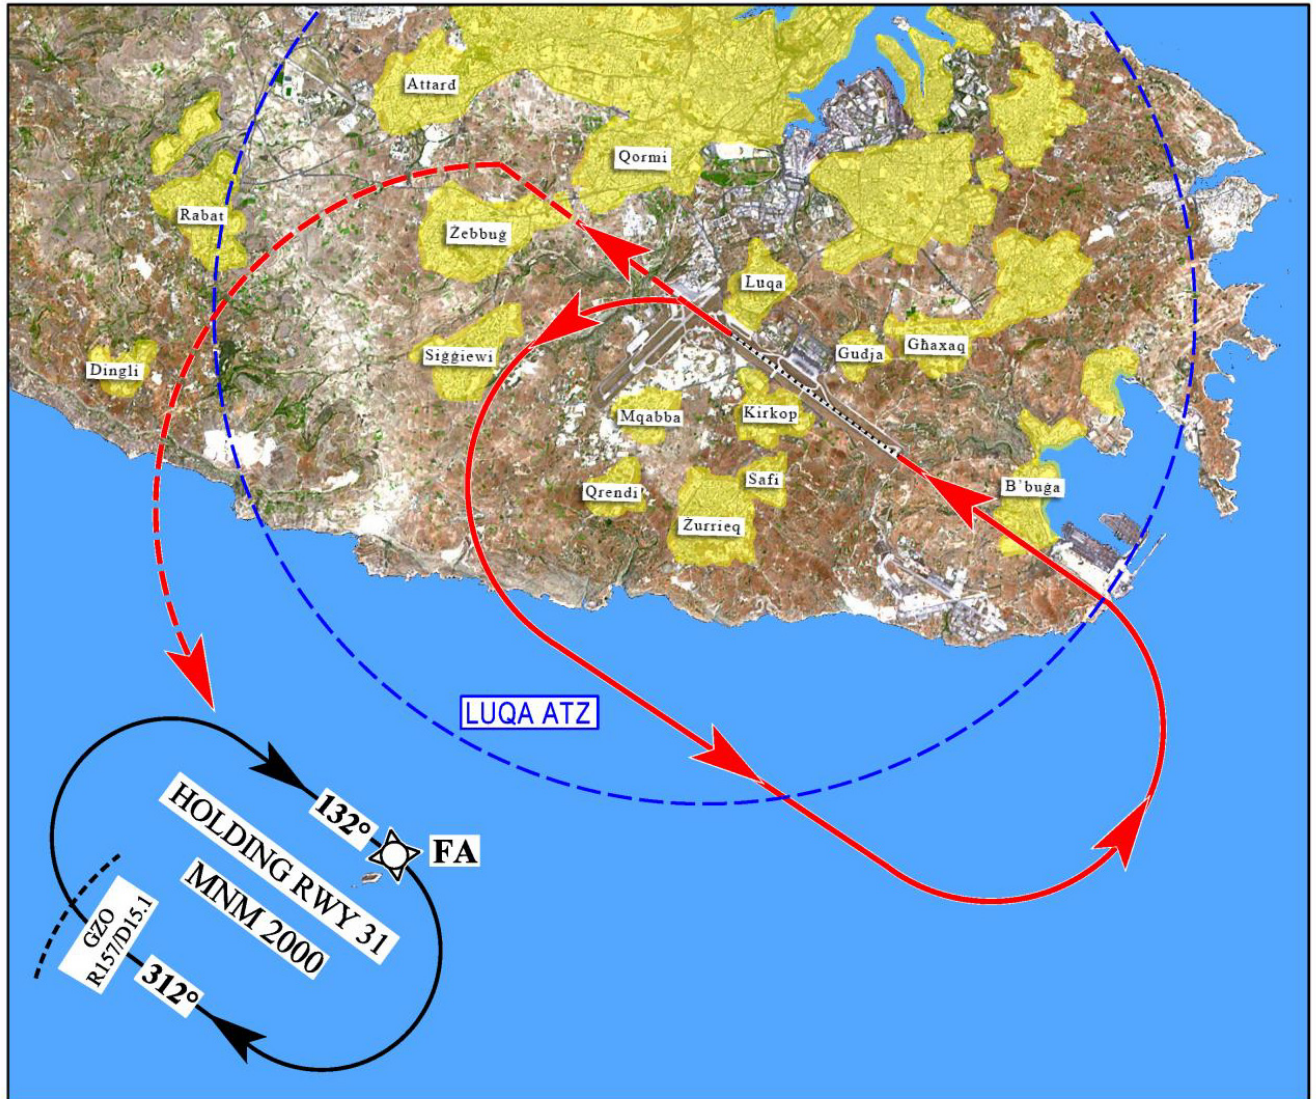 Attard
Qormi
Rabat
Żebbuġ
Luqa
Siġġiewi
Gudja
Għaxaq
Dingli
Mqabba
Kirkop
Safi
B'buġa
Qrendi
Żurrieq
LUQA ATZ
132°
FA
HOLDING RWY 31
MNM 2000
GZO
R157/D15.1
312°